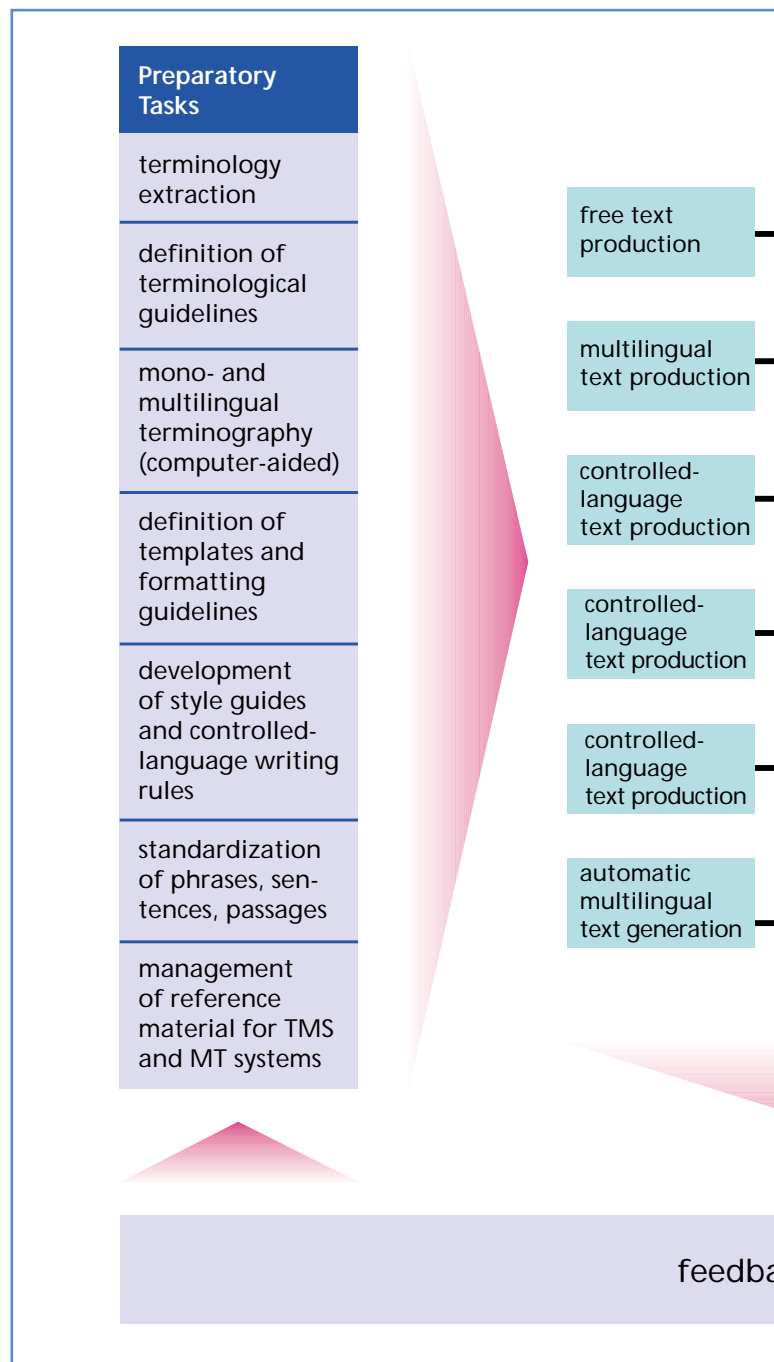 Preparatory
Tasks
terminology
extraction
definition of
terminological
guidelines
mono- and
multilingual
terminography
(computer-aided)
definition of
templates and
formatting
guidelines
development
of style guides
and controlled-
language writing
rules
standardization
of phrases, sen-
tences, passages
management
of reference
material for TMS
and MT systems
free text
production
multilingual
text production
controlled-
language
text production
controlled-
language
text production
controlled-
language
text production
automatic
multilingual
text generation
feedba